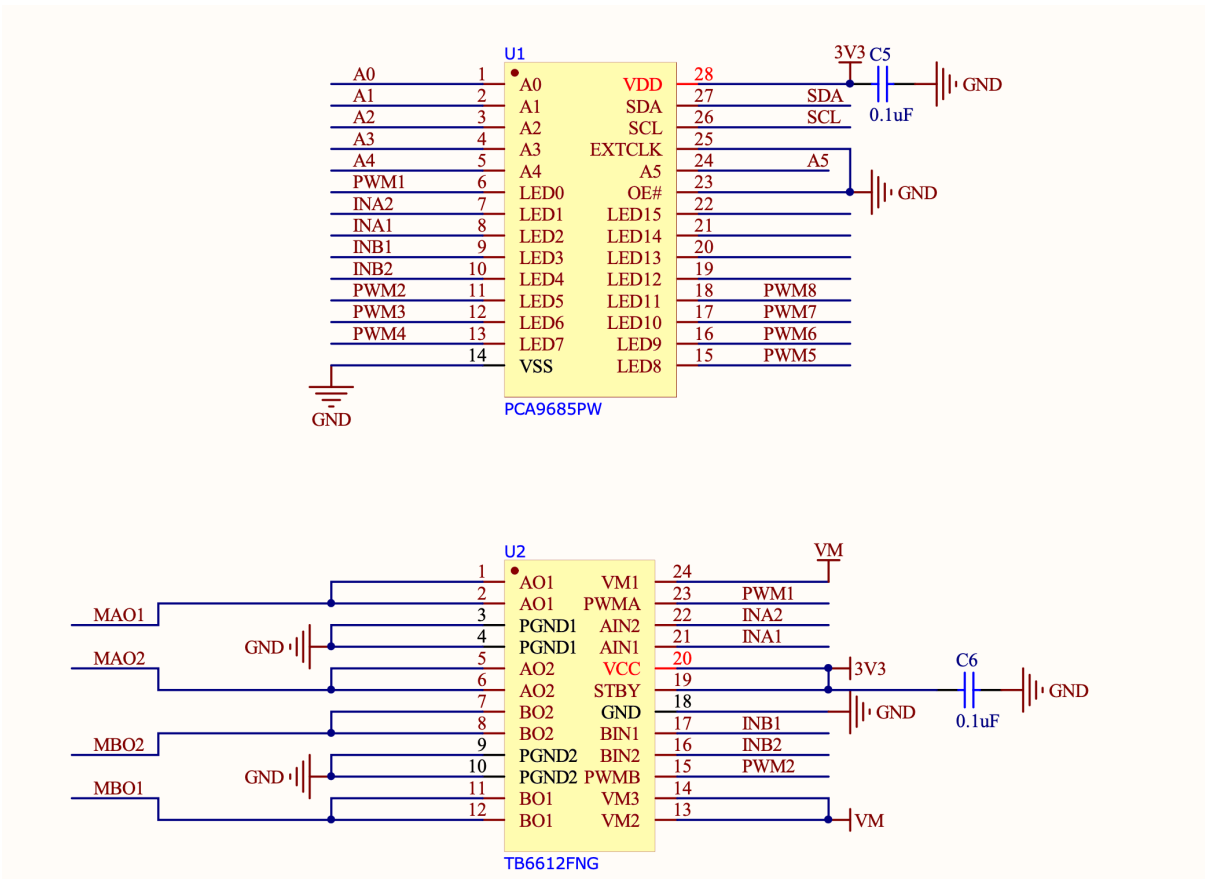 U1
3V3 C5
A0 1 A0 VDD 28 GND
A1 2 A1 SDA 27 SDA
0.1uF
A2 3 A2 SCL 26 SCL
A3 4 A3 EXTCLK 25
A4 5 A4 A5 24 A5
PWM1 6 LED0 OE# 23 GND
INA2 7 LED1 LED15 22
INA1 8 LED2 LED14 21
INB1 9 LED3 LED13 20
INB2 10 LED4 LED12 19
PWM2 11 LED5 LED11 18 PWM8
PWM3 12 LED6 LED10 17 PWM7
PWM4 13 LED7 LED9 16 PWM6
14 VSS LED8 15 PWM5
GND
PCA9685PW
U2
VM
1 AO1 VM1 24
2 AO1 PWMA 23 PWM1
MAO1 3 PGND1 AIN2 22 INA2
GND 4 PGND1 AIN1 21 INA1
MAO2 5 AO2 VCC 20 3V3 C6
6 AO2 STBY 19 GND
0.1uF
7 BO2 GND 18 GND
8 BO2 BIN1 17 INB1
MBO2 9 PGND2 BIN2 16 INB2
GND 10 PGND2 PWMB 15 PWM2
MBO1 11 BO1 VM3 14
12 BO1 VM2 13 VM
TB6612FNG